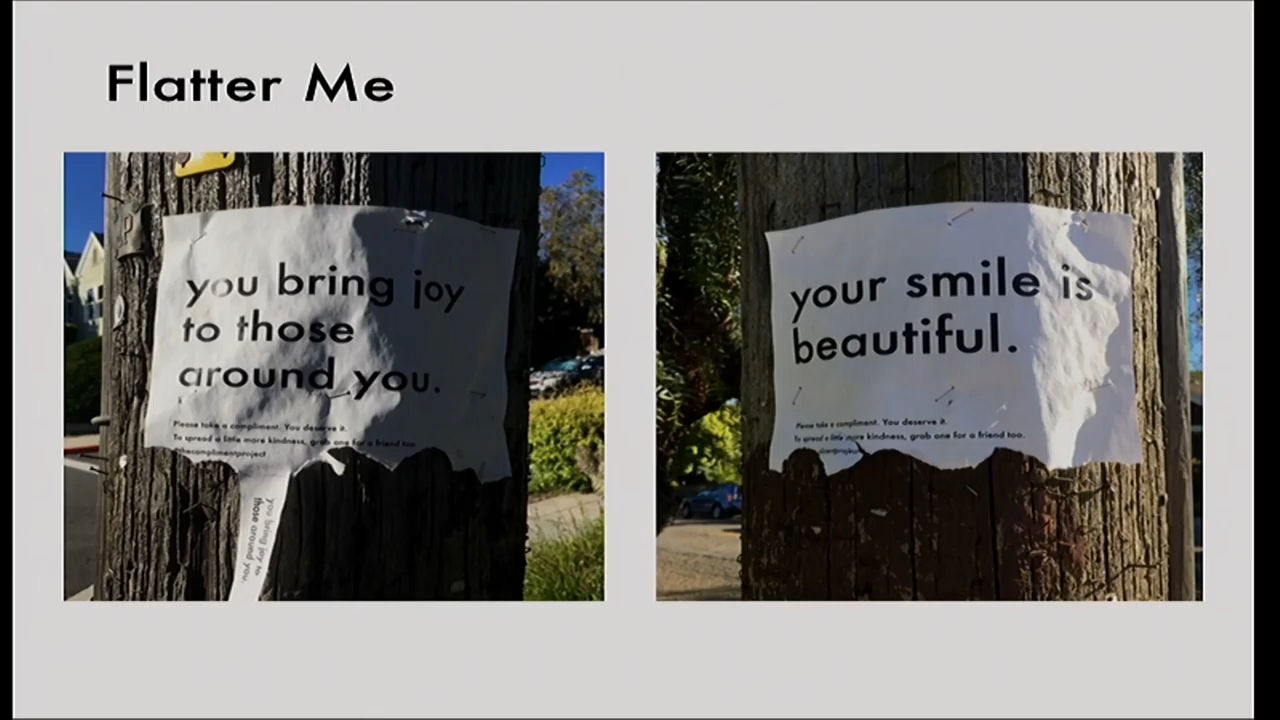 Flatter Me
you bring joy
to those
around you.
Please take a compliment. You deserve it.
To spread a little more kindness, grab one for a friend too.
@thecomplimentproject
you bring joy to
those around you.
your smile is
beautiful.
Please take a compliment. You deserve it.
To spread a little more kindness, grab one for a friend too.